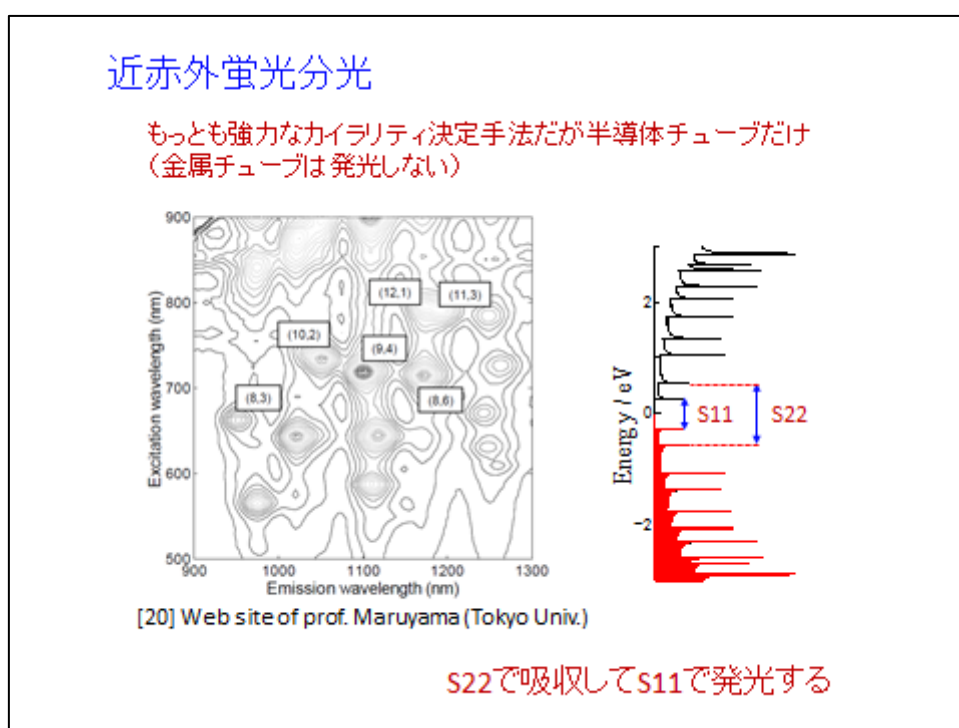 近赤外蛍光分光
もっとも強力なカイラリティ決定手法だが半導体チューブだけ
（金属チューブは発光しない）
900
800
700
600
500
Excitation wavelength (nm)
(12,1)
(11,3)
(10,2)
(9,4)
(8,3)
(8,6)
900 1000 1100 1200 1300
Emission wavelength (nm)
2
0
-2
Energy / eV
S11
S22
[20] Web site of prof. Maruyama (Tokyo Univ.)
S22で吸収してS11で発光する